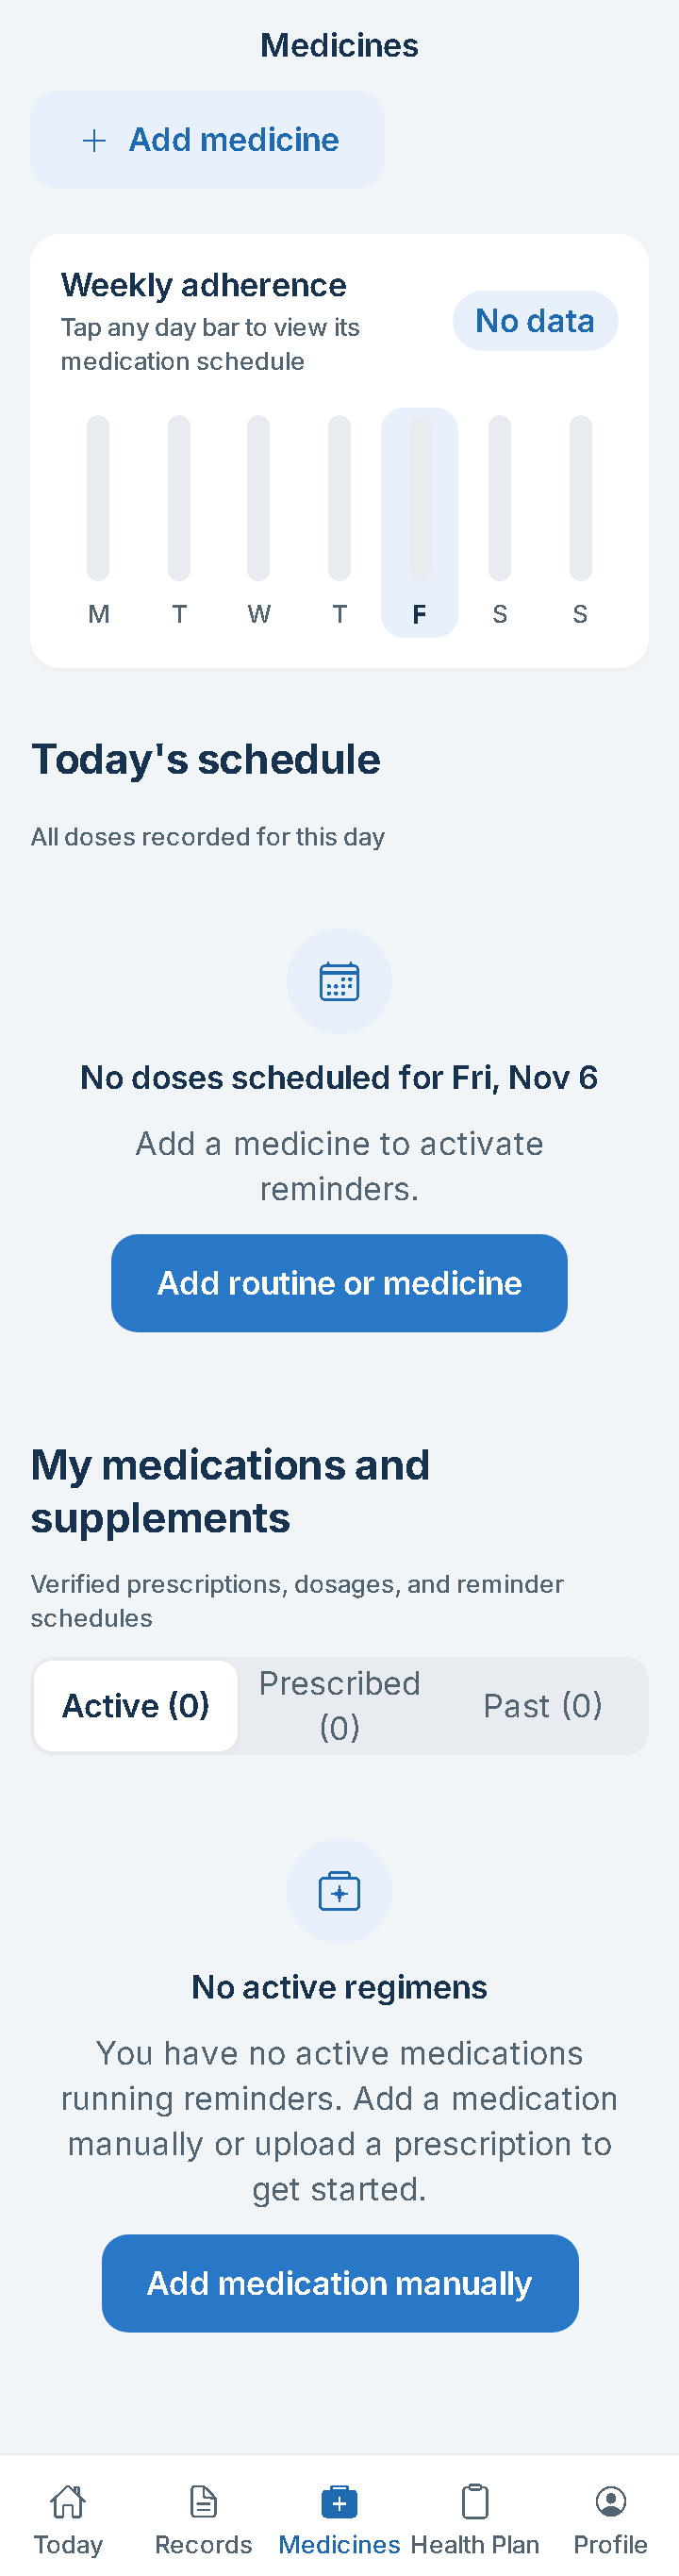 Medicines
Add medicine
Weekly adherence
Tap any day bar to view its
medication schedule
No data
M T W T F S S
Today's schedule
All doses recorded for this day
No doses scheduled for Fri, Nov 6
Add a medicine to activate
reminders.
Add routine or medicine
My medications and
supplements
Verified prescriptions, dosages, and reminder
schedules
Active (0)
Prescribed
(0)
Past (0)
No active regimens
You have no active medications
running reminders. Add a medication
manually or upload a prescription to
get started.
Add medication manually
Today Records Medicines Health Plan Profile